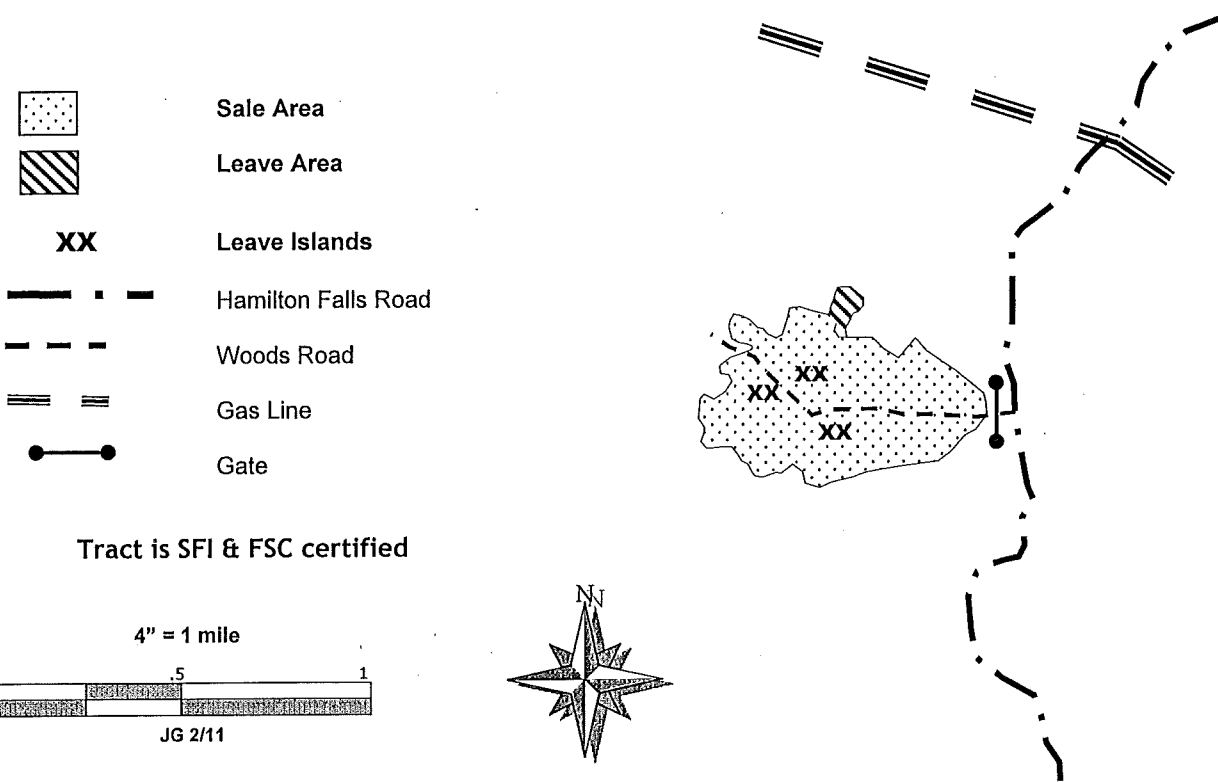 Sale Area
Leave Area
XX
Leave Islands
Hamilton Falls Road
Woods Road
Gas Line
Gate
XX
XX
XX
Tract is SFI & FSC certified
NN
4" = 1 mile
.5 1
JG 2/11